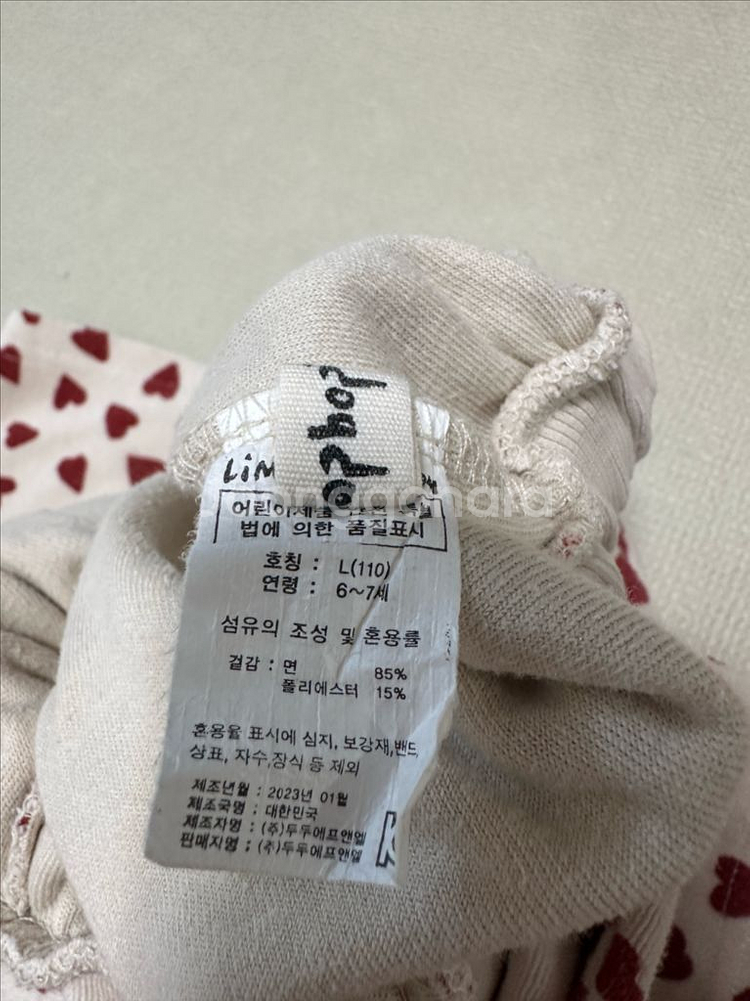 dodgdo
LiM
어린이제품
법에 의한 품질표시
호칭 : L(110)
연령 : 6~7세
섬유의 조성 및 혼용률
겉감 : 면 85%
폴리에스터 15%
혼용율 표시에 심지, 보강재,밴드,
상표, 자수,장식 등 제외
제조년월 : 2023년 01월
제조국명 : 대한민국
제조자명 : (주)두두에프앤엘
판매자명 : (주)두두에프앤엘